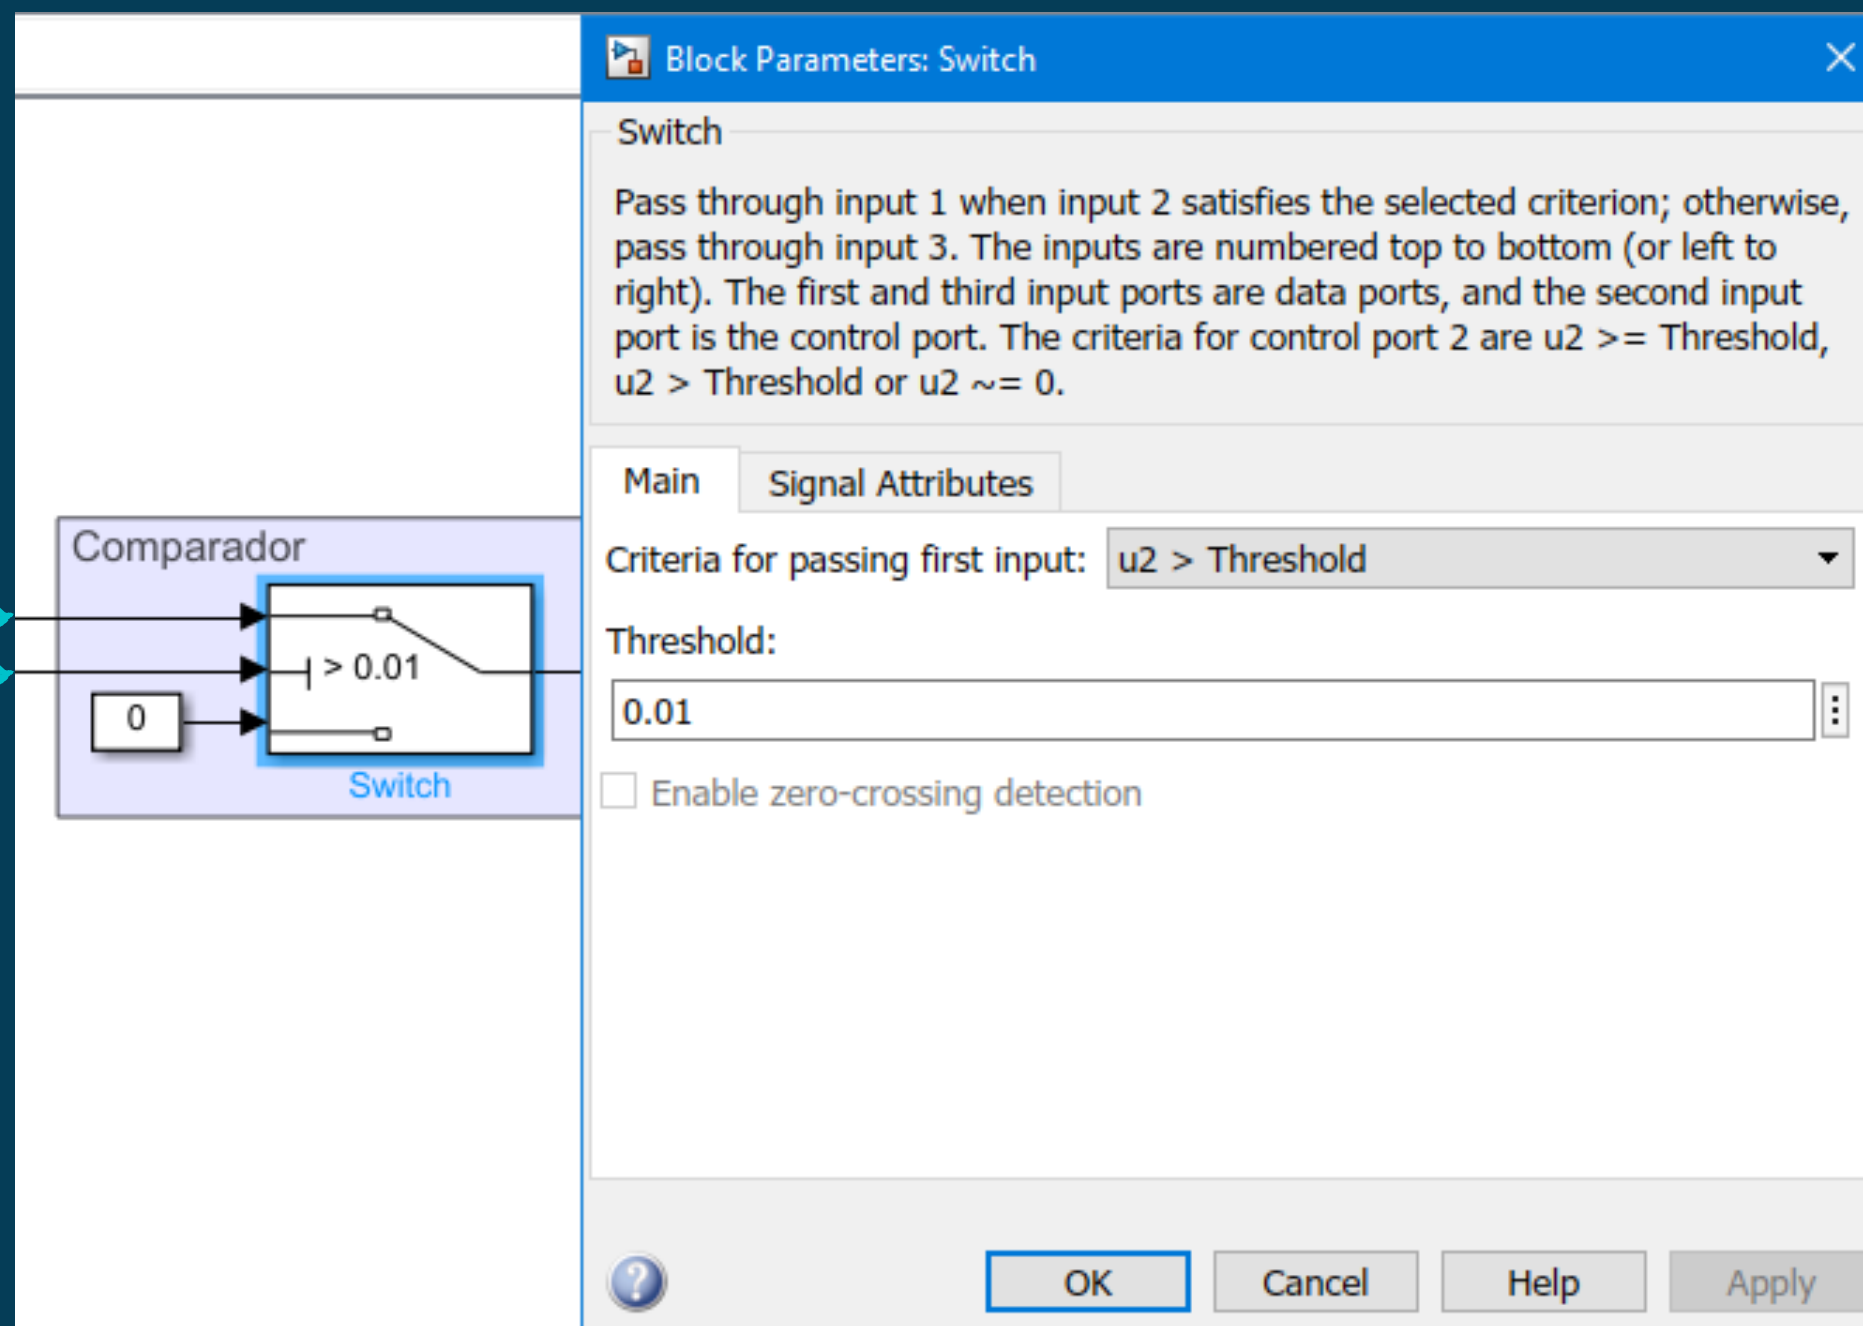 Block Parameters: Switch
Switch
Pass through input 1 when input 2 satisfies the selected criterion; otherwise,
pass through input 3. The inputs are numbered top to bottom (or left to
right). The first and third input ports are data ports, and the second input
port is the control port. The criteria for control port 2 are u2 >= Threshold,
u2 > Threshold or u2 ~= 0.
Main
Signal Attributes
Criteria for passing first input:
u2 > Threshold
Threshold:
0.01
Enable zero-crossing detection
OK
Cancel
Help
Apply
Comparador
> 0.01
0
Switch